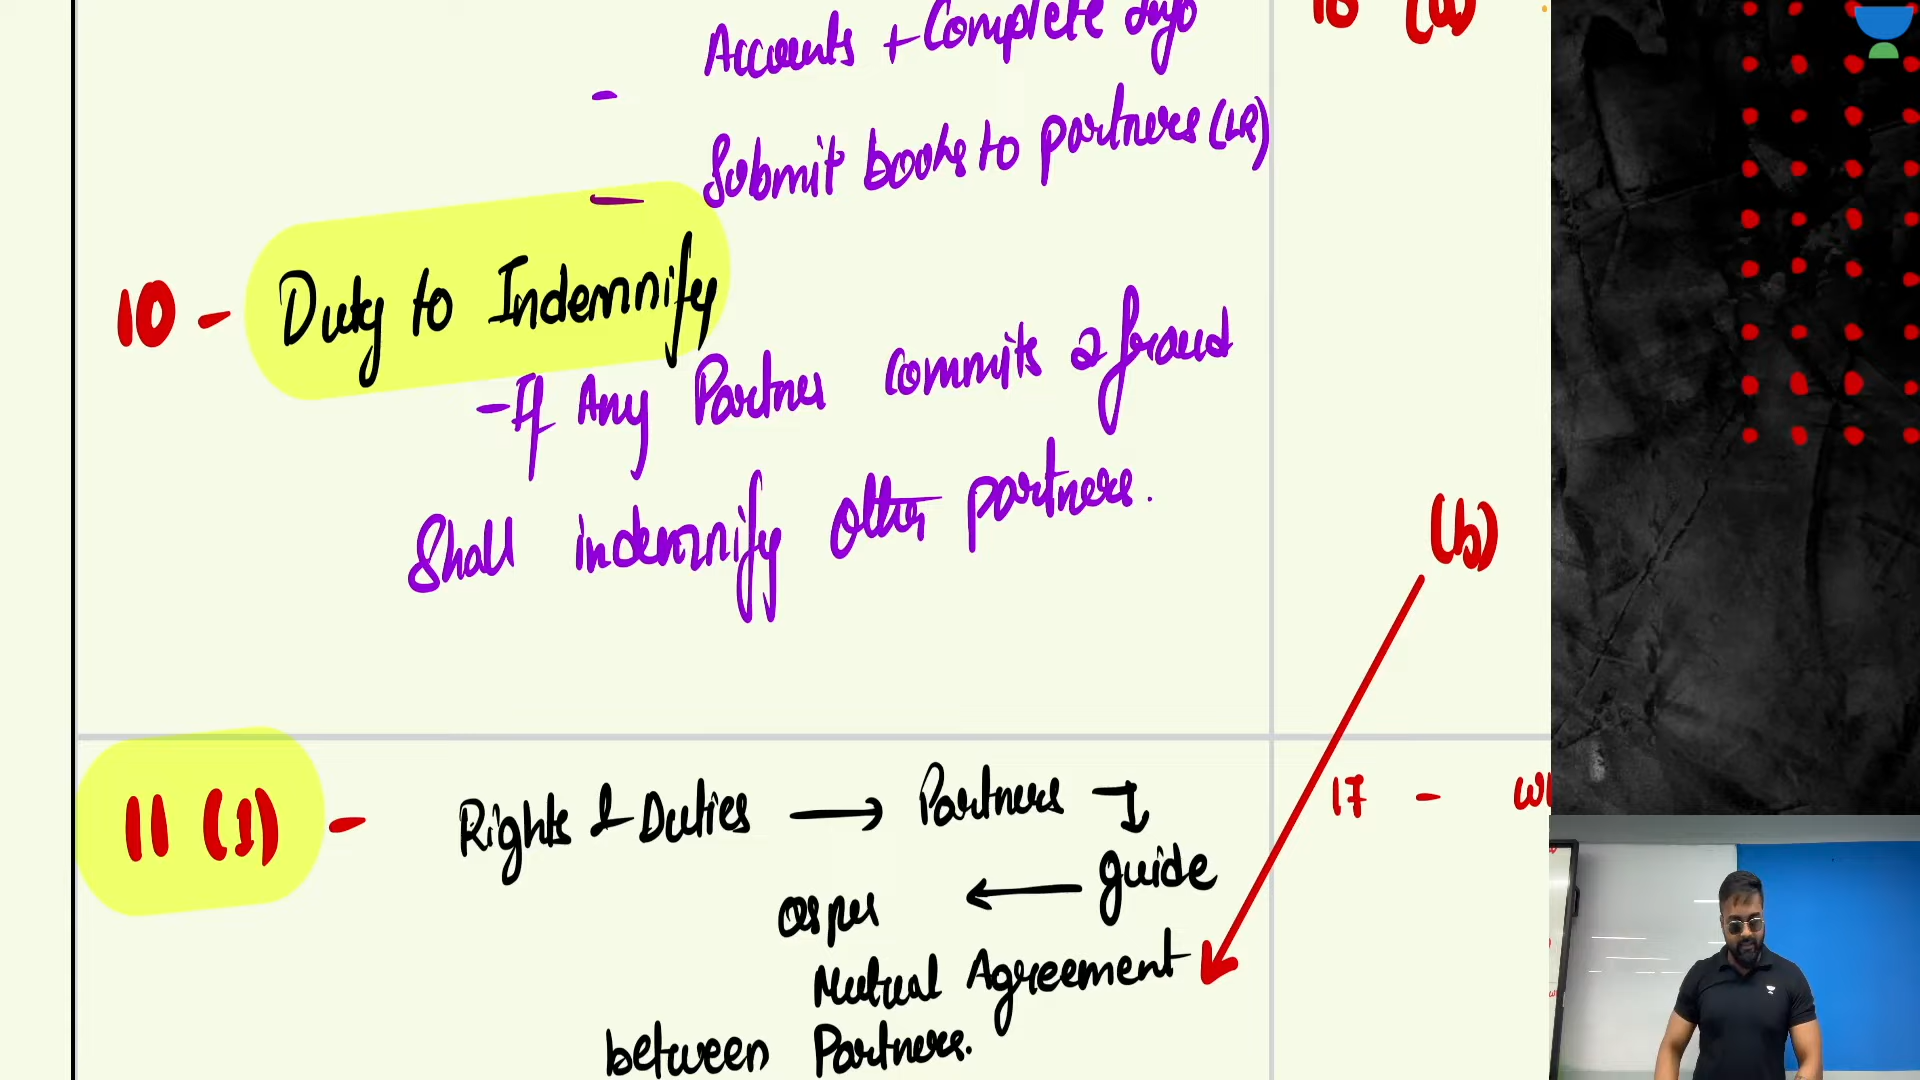 Accounts + Complete Info
-
Submit books to partners (LR)
-
10 - Duty to Indemnify
- If Any Partner commits a fraud
Shall indemnify other partners.
(b)
11 (1) - Rights & Duties → Partners
guide
as per
Mutual Agreement
between Partners.
17 -